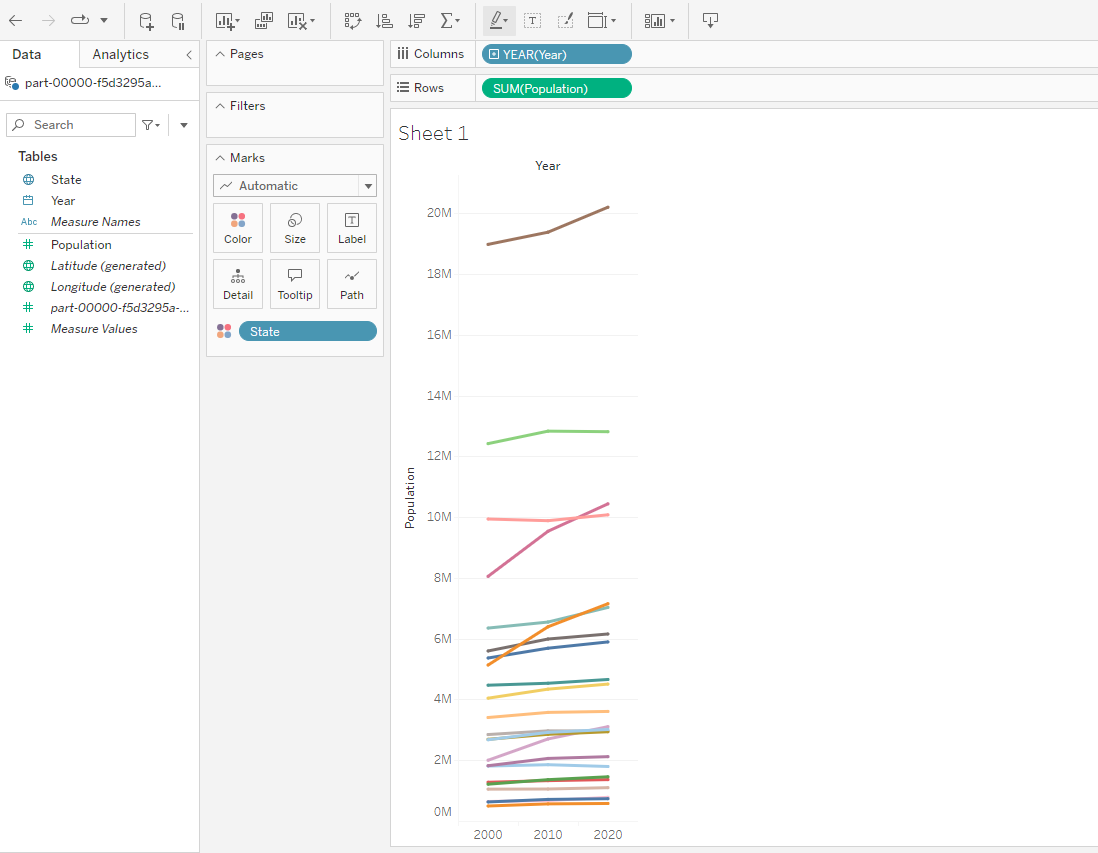 Data
Analytics
part-00000-f5d3295a...
Search
Tables
State
Year
Abc Measure Names
Population
Latitude (generated)
Longitude (generated)
part-00000-f5d3295a-...
Measure Values
Pages
Filters
Marks
Automatic
Color
Size
Label
Detail
Tooltip
Path
State
Columns
YEAR(Year)
Rows
SUM(Population)
Sheet 1
Year
Population
20M
18M
16M
14M
12M
10M
8M
6M
4M
2M
0M
2000
2010
2020